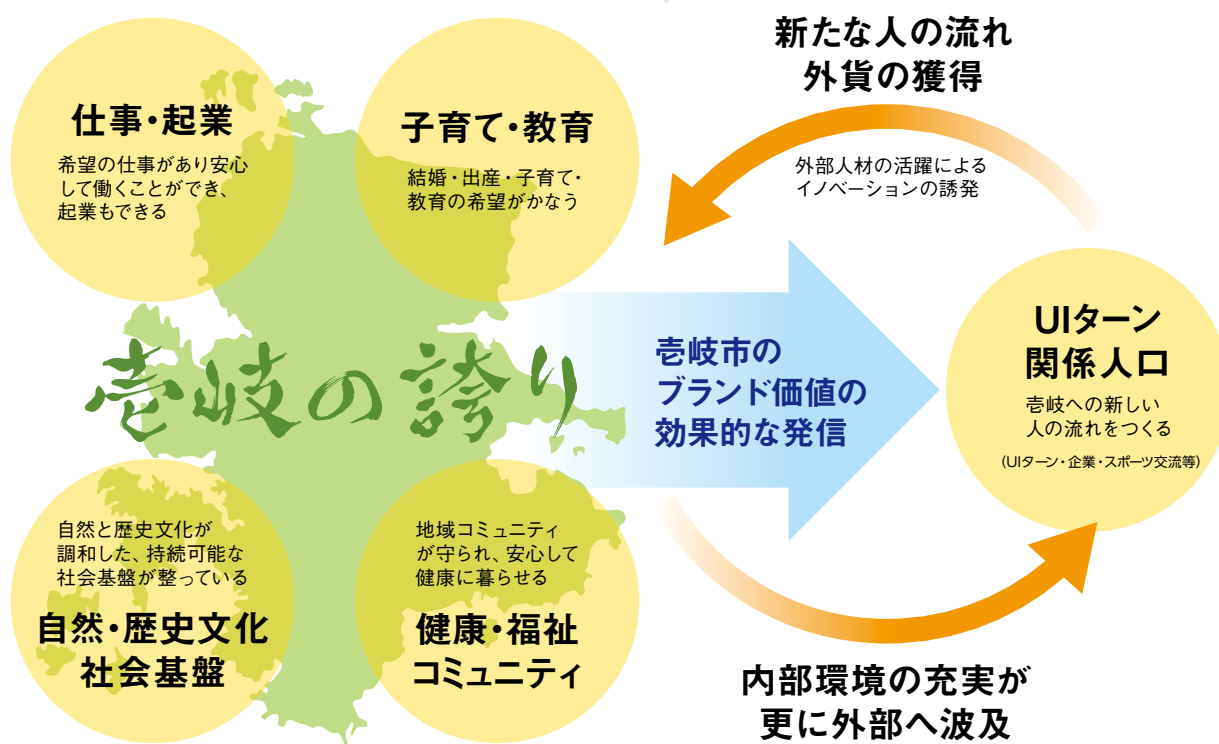 仕事・起業
希望の仕事があり安心
して働くことができ、
起業もできる
子育て・教育
結婚・出産・子育て・
教育の希望がかなう
壱岐の誇り
自然と歴史文化が
調和した、持続可能な
社会基盤が整っている
自然・歴史文化
社会基盤
地域コミュニティ
が守られ、安心して
健康に暮らせる
健康・福祉
コミュニティ
壱岐市の
ブランド価値の
効果的な発信
新たな人の流れ
外貨の獲得
外部人材の活躍による
イノベーションの誘発
UIターン
関係人口
壱岐への新しい
人の流れをつくる
(UIターン・企業・スポーツ交流等)
内部環境の充実が
更に外部へ波及